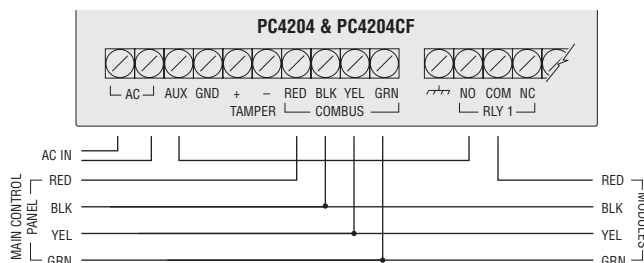 PC4204 & PC4204CF
AC AUX GND + – RED BLK YEL GRN NO COM NC
TAMPER COMBUS RLY 1
AC IN
MAIN CONTROL PANEL
RED
BLK
YEL
GRN
RED
BLK
YEL
GRN
MODULES